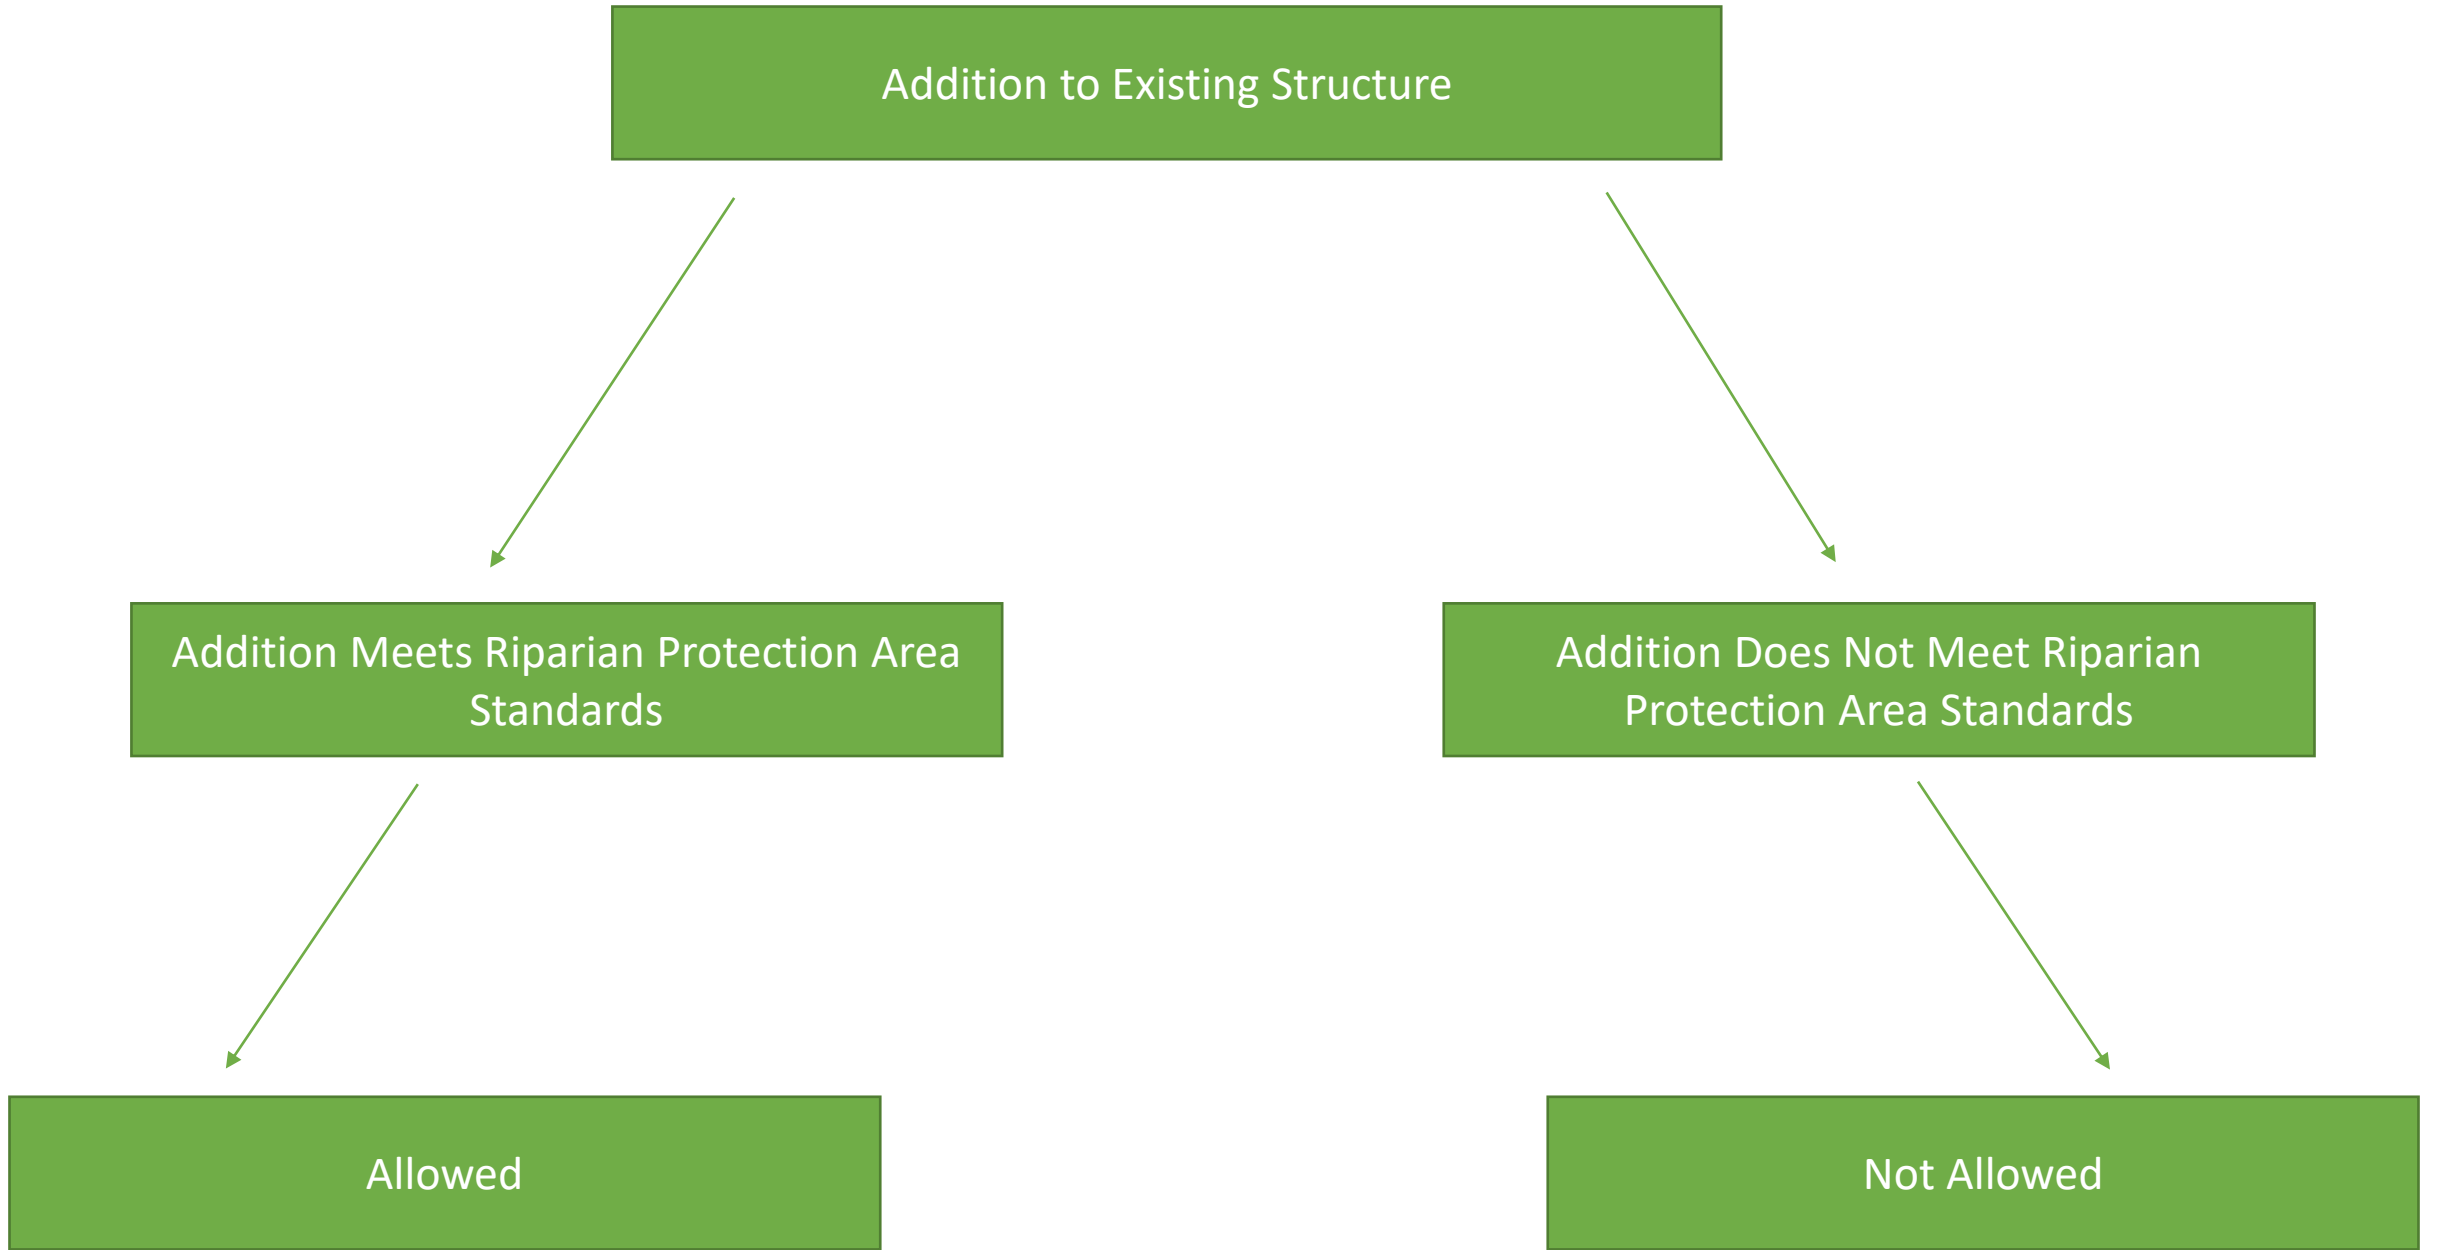 Addition to Existing Structure
Addition Meets Riparian Protection Area
Standards
Addition Does Not Meet Riparian
Protection Area Standards
Allowed
Not Allowed